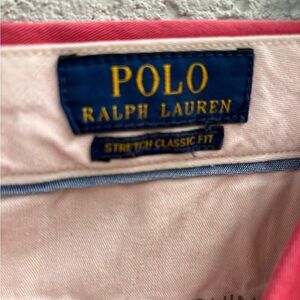 POLO
RALPH LAUREN
STRETCH CLASSIC FIT